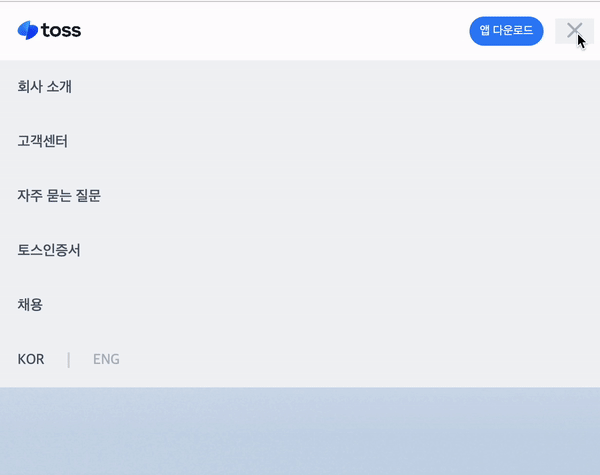 toss
앱 다운로드
회사 소개
고객센터
자주 묻는 질문
토스인증서
채용
KOR | ENG